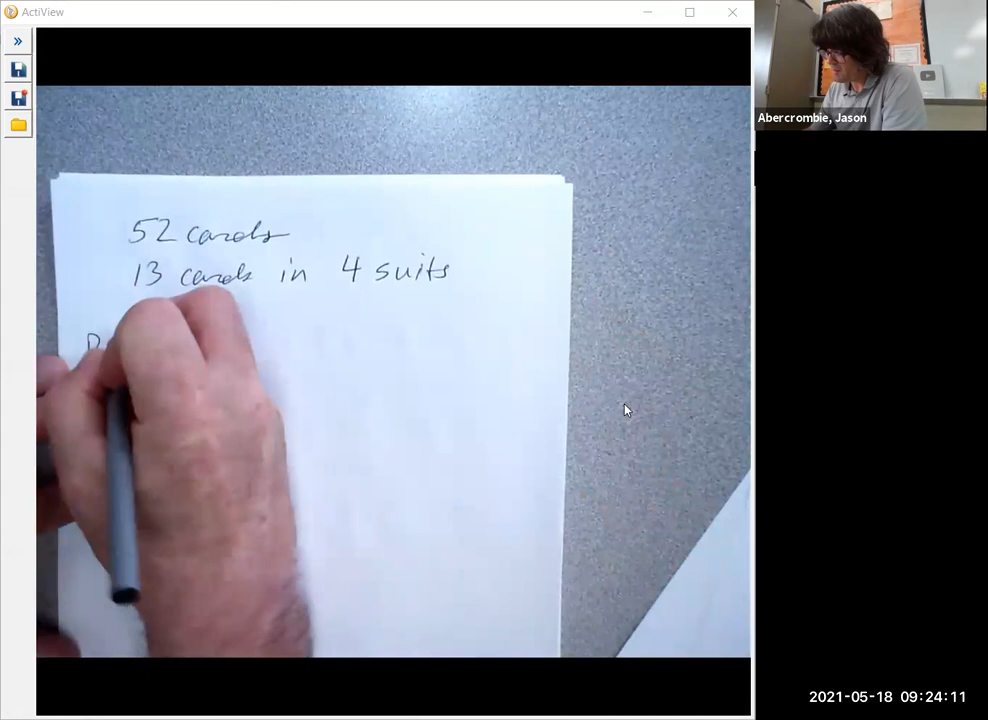 ActiView
Abercrombie, Jason
52 cards
13 cards in 4 suits
2021-05-18 09:24:11